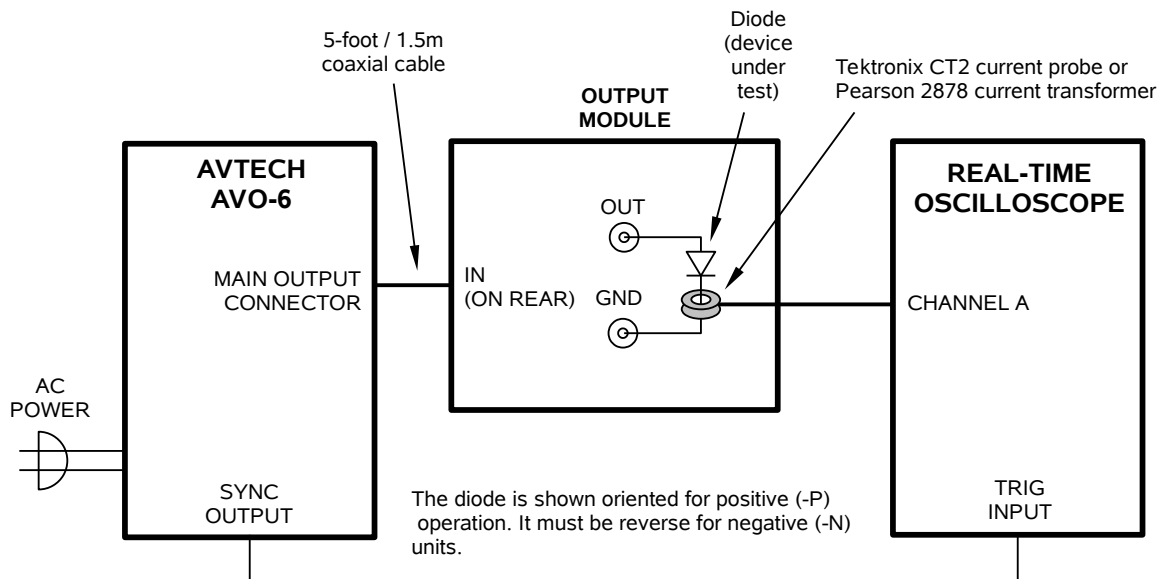 5-foot / 1.5m
coaxial cable
Diode
(device
under
test)
Tektronix CT2 current probe or
Pearson 2878 current transformer
OUTPUT
MODULE
AVTECH
AVO-6
REAL-TIME
OSCILLOSCOPE
OUT
MAIN OUTPUT
CONNECTOR
IN
(ON REAR)
GND
CHANNEL A
AC
POWER
SYNC
OUTPUT
The diode is shown oriented for positive (-P)
operation. It must be reverse for negative (-N)
units.
TRIG
INPUT